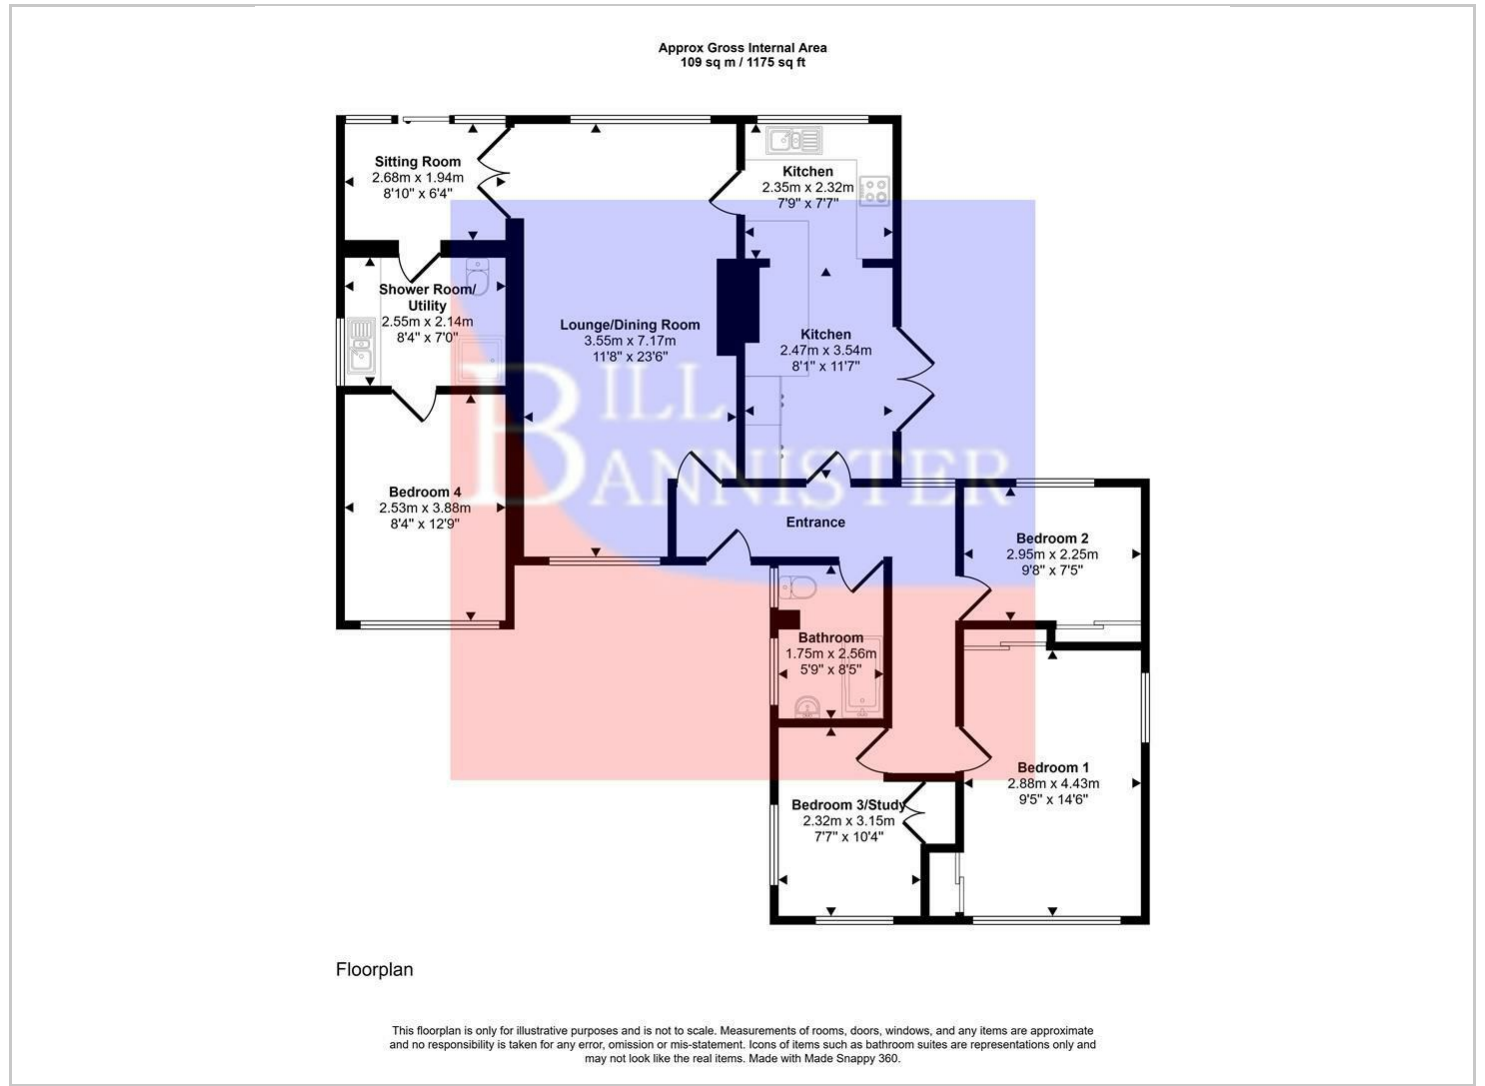 Approx Gross Internal Area
109 sq m / 1175 sq ft
Sitting Room
2.68m x 1.94m
8'10" x 6'4"
Kitchen
2.35m x 2.32m
7'9" x 7'7"
Shower Room/
Utility
2.55m x 2.14m
8'4" x 7'0"
Lounge/Dining Room
3.55m x 7.17m
11'8" x 23'6"
Kitchen
2.47m x 3.54m
8'1" x 11'7"
BILL
BANNISTER
Bedroom 4
2.53m x 3.88m
8'4" x 12'9"
Entrance
Bedroom 2
2.95m x 2.25m
9'8" x 7'5"
Bathroom
1.75m x 2.56m
5'9" x 8'5"
Bedroom 1
2.88m x 4.43m
9'5" x 14'6"
Bedroom 3/Study
2.32m x 3.15m
7'7" x 10'4"
Floorplan
This floorplan is only for illustrative purposes and is not to scale. Measurements of rooms, doors, windows, and any items are approximate
and no responsibility is taken for any error, omission or mis-statement. Icons of items such as bathroom suites are representations only and
may not look like the real items. Made with Made Snappy 360.